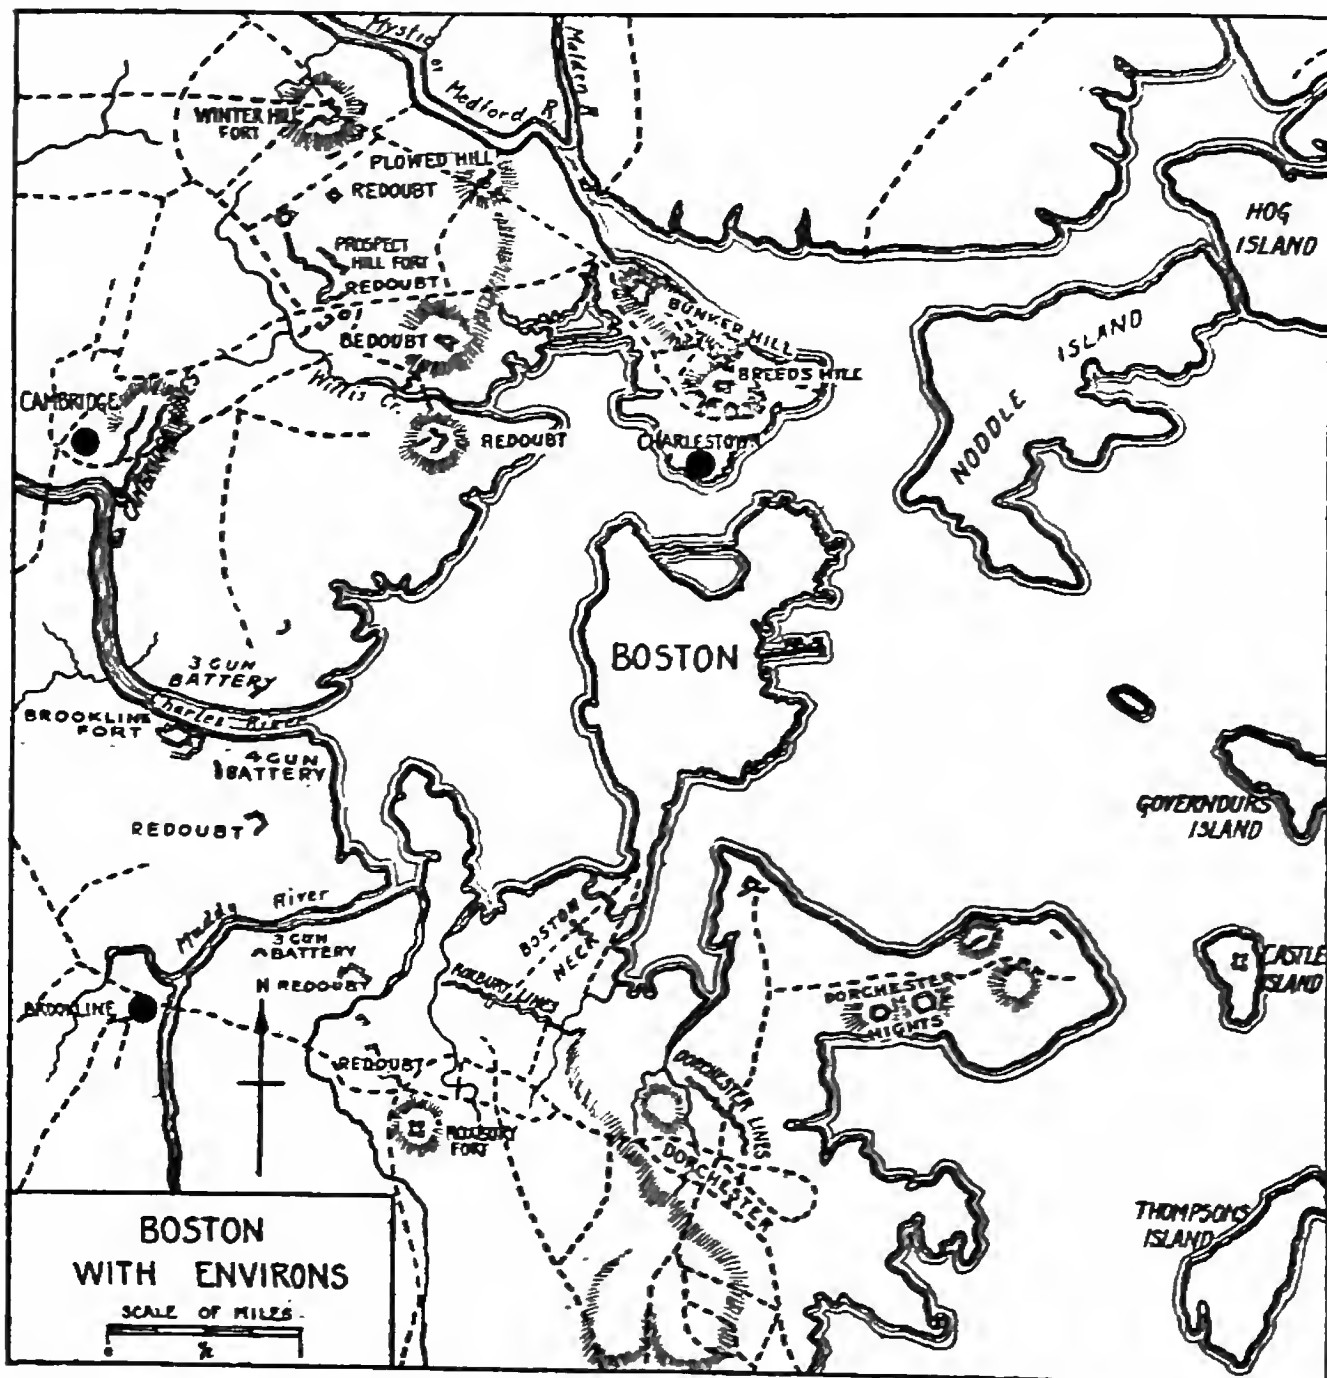 Mystic
or
Medford
R.
Malden R
WINTER HILL
FORT
PLOWED HILL
REDOUBT
PROSPECT
HILL FORT
REDOUBT
REDOUBT
BUNKER HILL
BREEDS HILL
HOG
ISLAND
NODDLE
ISLAND
CAMBRIDGE
Willis Cr.
REDOUBT
CHARLESTOWN
BOSTON
3 GUN
BATTERY
Charles River
BROOKLINE
FORT
4 GUN
BATTERY
REDOUBT
GOVERNOURS
ISLAND
Muddy
River
3 GUN
BATTERY
N
REDOUBT
BOSTON
NECK
ROXBURY LINES
BROOKLINE
DORCHESTER
HIGHTS
CASTLE
ISLAND
REDOUBT
DORCHESTER LINES
ROXBURY
FORT
DORCHESTER
THOMPSONS
ISLAND
BOSTON
WITH ENVIRONS
SCALE OF MILES
0 ½